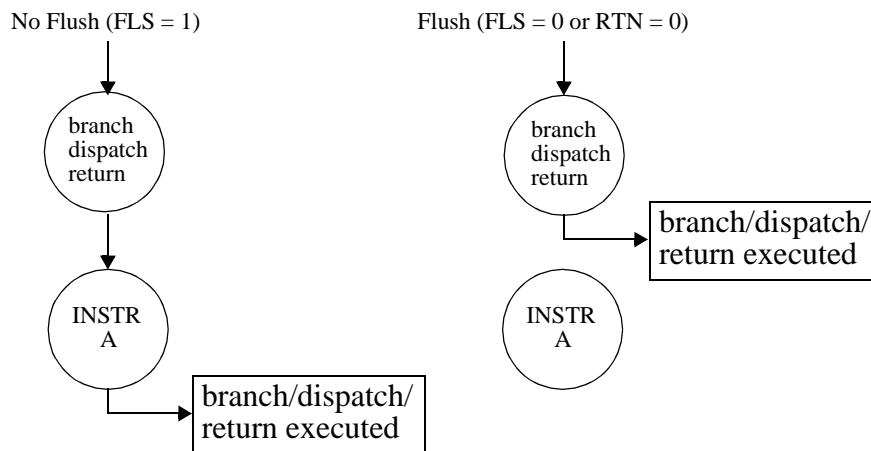 No Flush (FLS = 1)
branch
dispatch
return
INSTR
A
branch/dispatch/
return executed
Flush (FLS = 0 or RTN = 0)
branch
dispatch
return
branch/dispatch/
return executed
INSTR
A